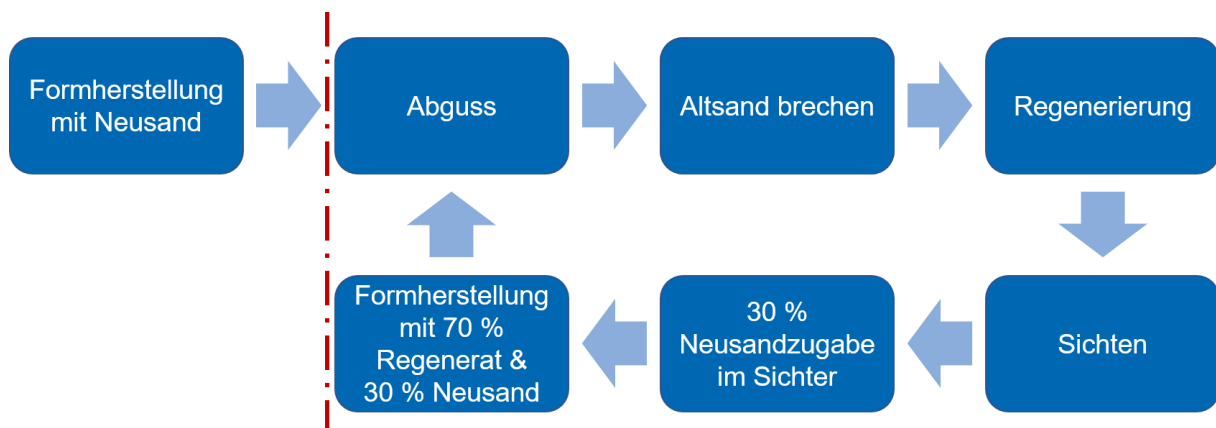 Formherstellung
mit Neusand
Abguss
Altsand brechen
Regenerierung
Formherstellung
mit 70 %
Regenerat &
30 % Neusand
30 %
Neusandzugabe
im Sichter
Sichten